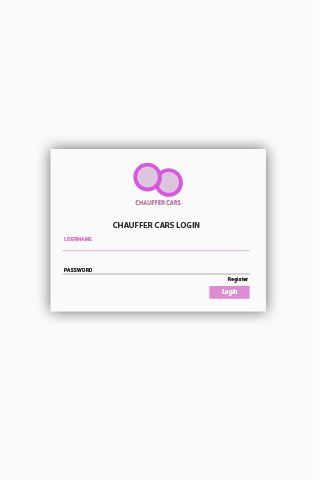 CHAUFFER CARS
CHAUFFER CARS LOGIN
USERNAME
PASSWORD
Register
Login